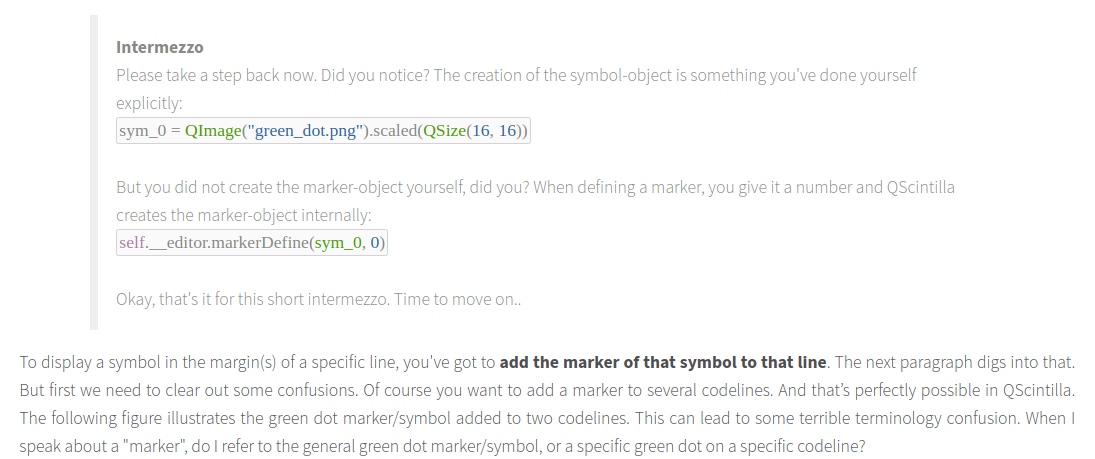 Intermezzo
Please take a step back now. Did you notice? The creation of the symbol-object is something you've done yourself
explicitly:
sym_0 = QImage("green_dot.png").scaled(QSize(16, 16))
But you did not create the marker-object yourself, did you? When defining a marker, you give it a number and QScintilla
creates the marker-object internally:
self.__editor.markerDefine(sym_0, 0)
Okay, that's it for this short intermezzo. Time to move on..
To display a symbol in the margin(s) of a specific line, you've got to add the marker of that symbol to that line. The next paragraph digs into that.
But first we need to clear out some confusions. Of course you want to add a marker to several codelines. And that’s perfectly possible in QScintilla.
The following figure illustrates the green dot marker/symbol added to two codelines. This can lead to some terrible terminology confusion. When I
speak about a "marker", do I refer to the general green dot marker/symbol, or a specific green dot on a specific codeline?